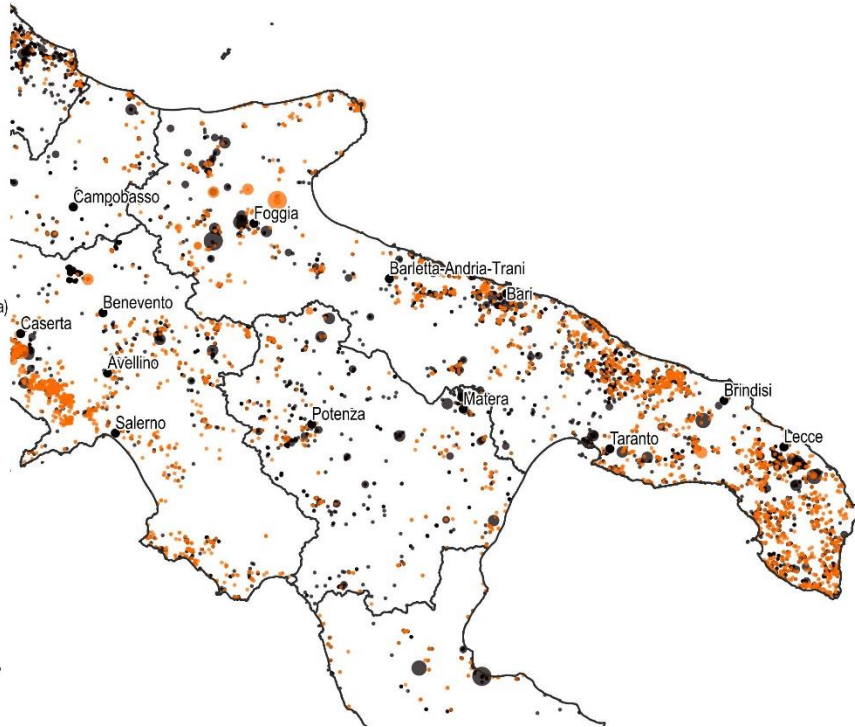 Campobasso
Foggia
Barletta-Andria-Trani
Bari
Benevento
a)
Caserta
Avellino
Salerno
Potenza
Matera
Brindisi
Taranto
Lecce